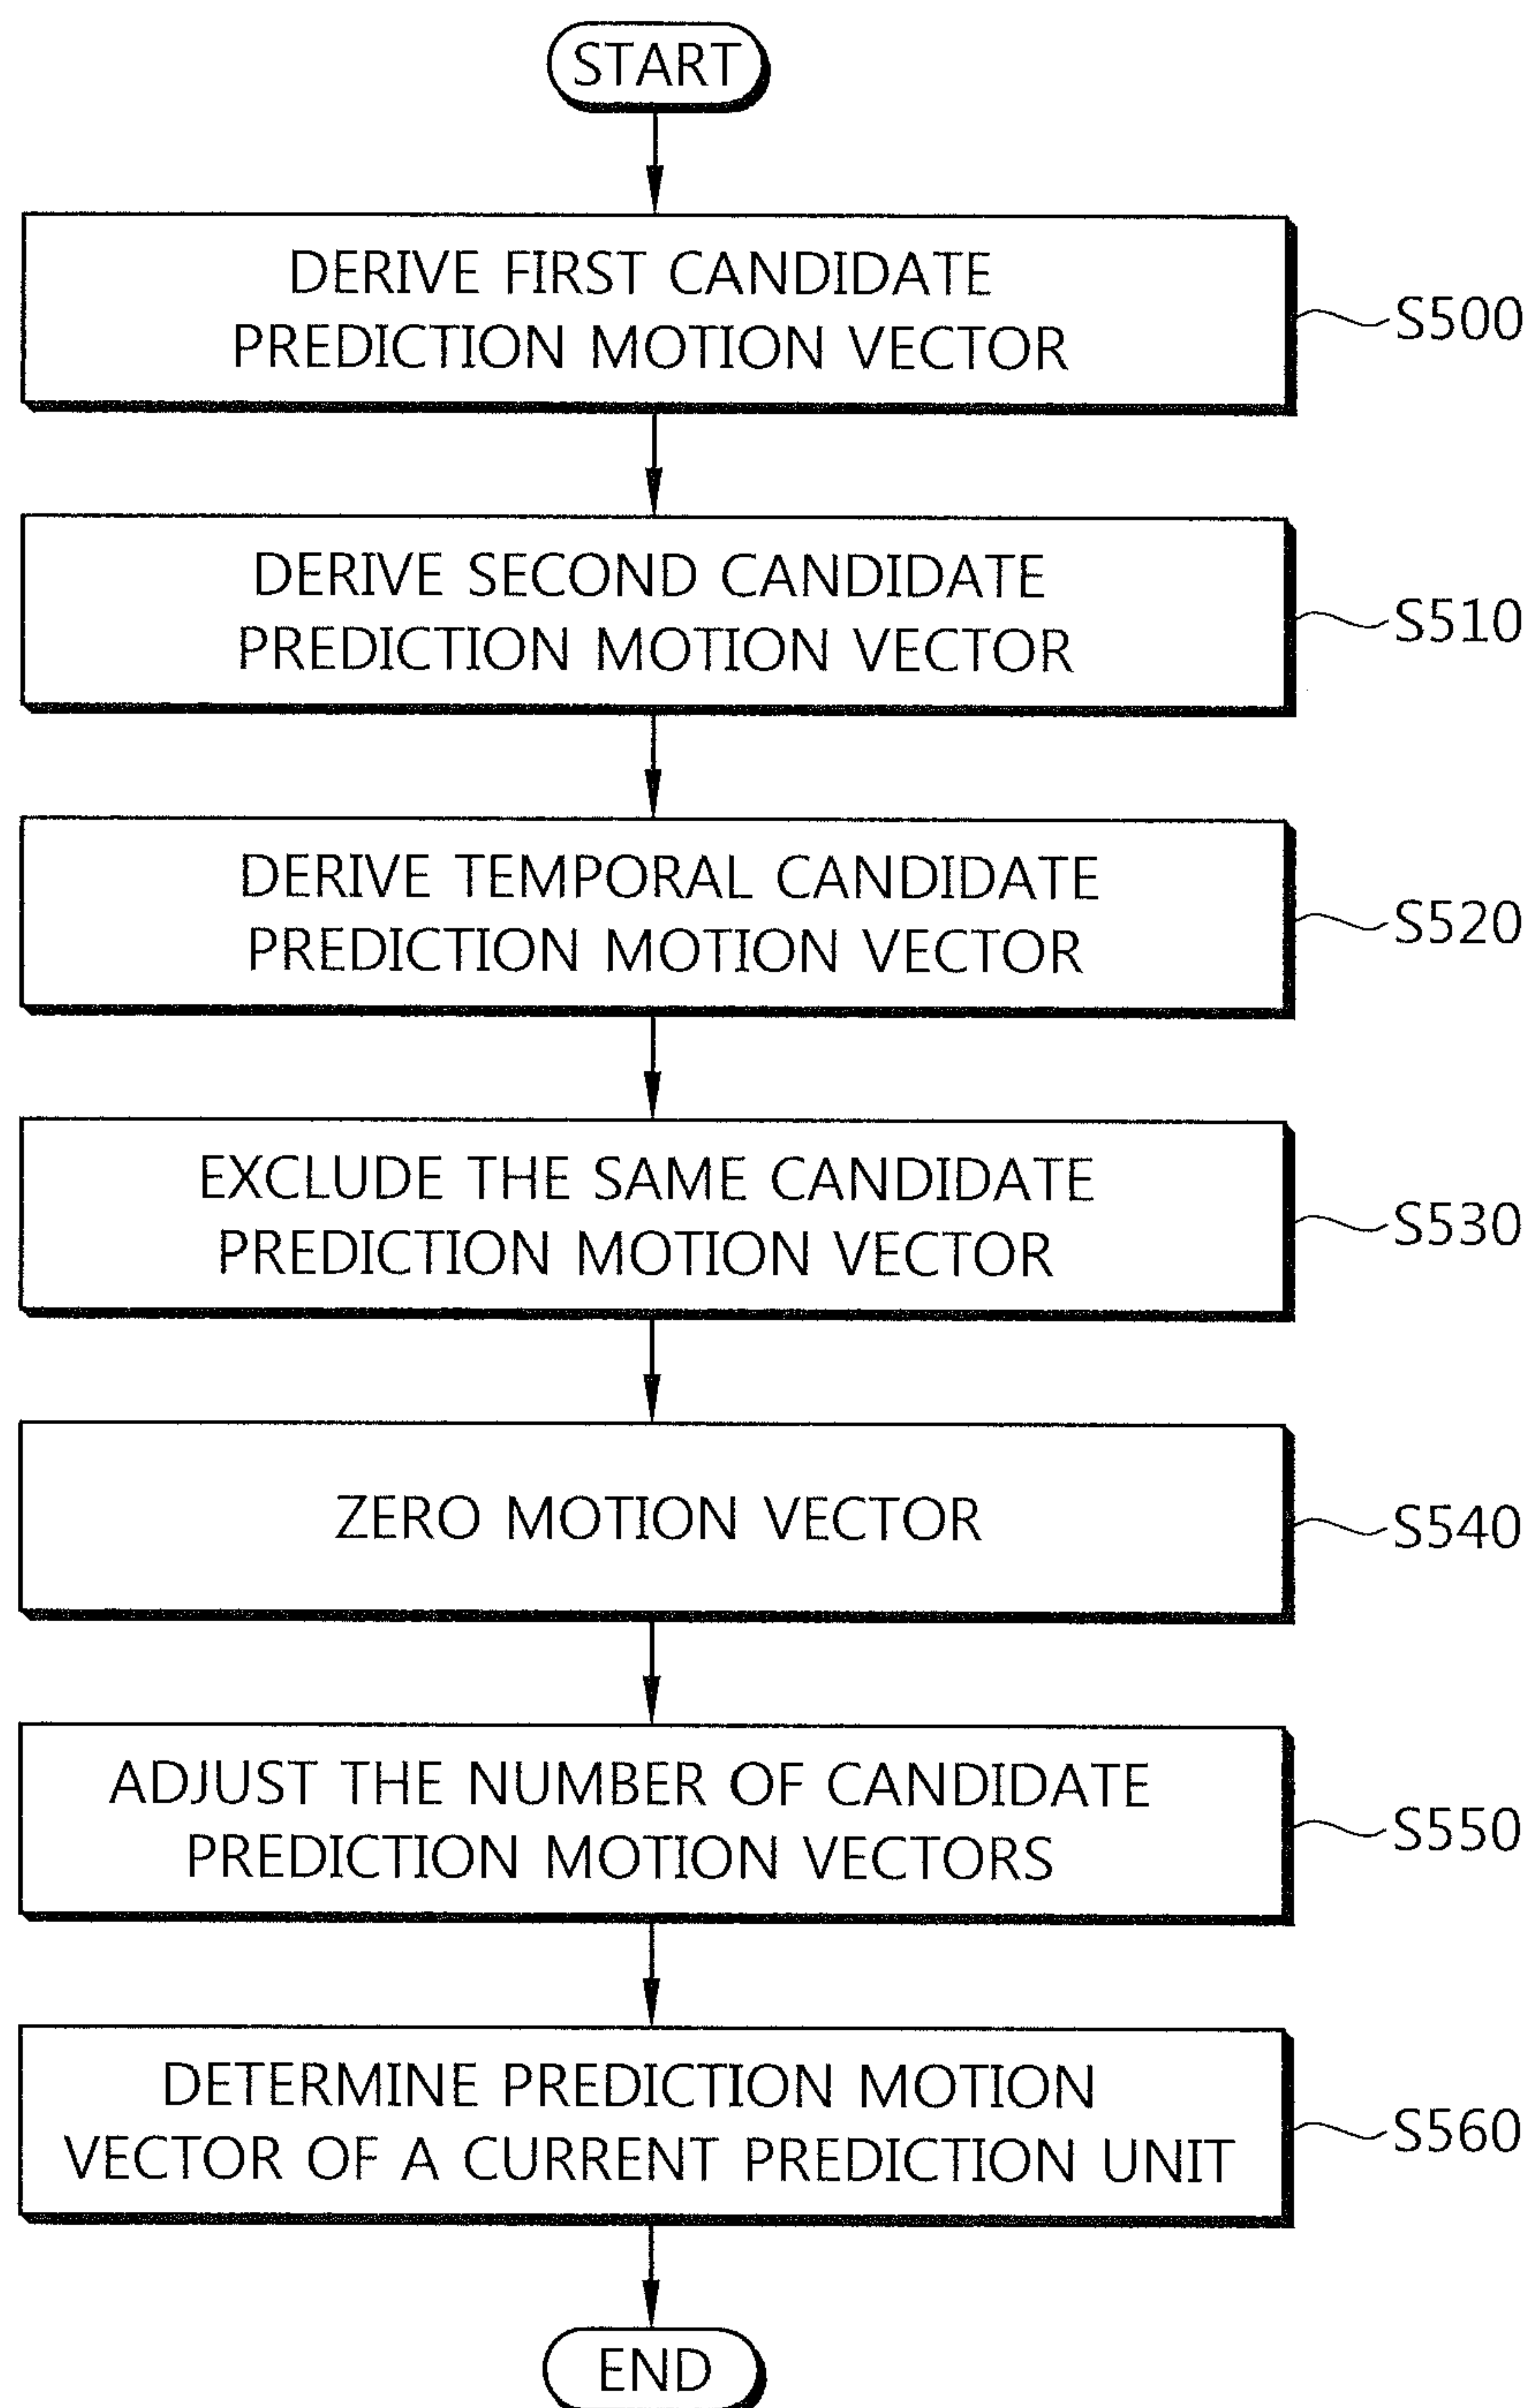 START
DERIVE FIRST CANDIDATE
PREDICTION MOTION VECTOR
S500
DERIVE SECOND CANDIDATE
PREDICTION MOTION VECTOR
S510
DERIVE TEMPORAL CANDIDATE
PREDICTION MOTION VECTOR
S520
EXCLUDE THE SAME CANDIDATE
PREDICTION MOTION VECTOR
S530
ZERO MOTION VECTOR
S540
ADJUST THE NUMBER OF CANDIDATE
PREDICTION MOTION VECTORS
S550
DETERMINE PREDICTION MOTION
VECTOR OF A CURRENT PREDICTION UNIT
S560
END